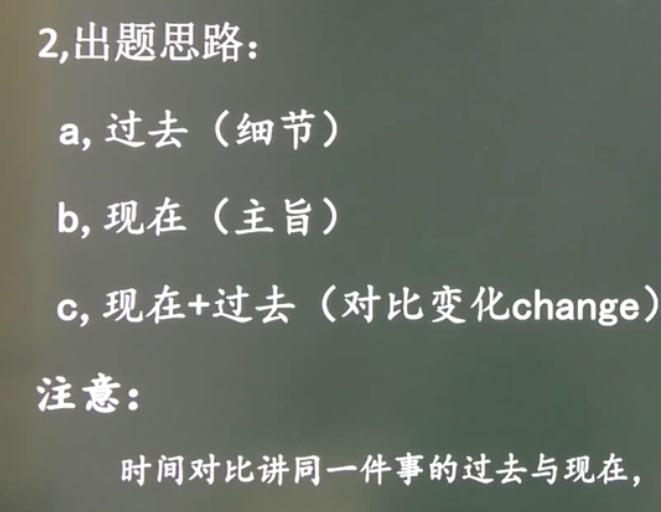 2,出题思路：
a, 过去（细节）
b, 现在（主旨）
c, 现在+过去（对比变化change）
注意：
时间对比讲同一件事的过去与现在，